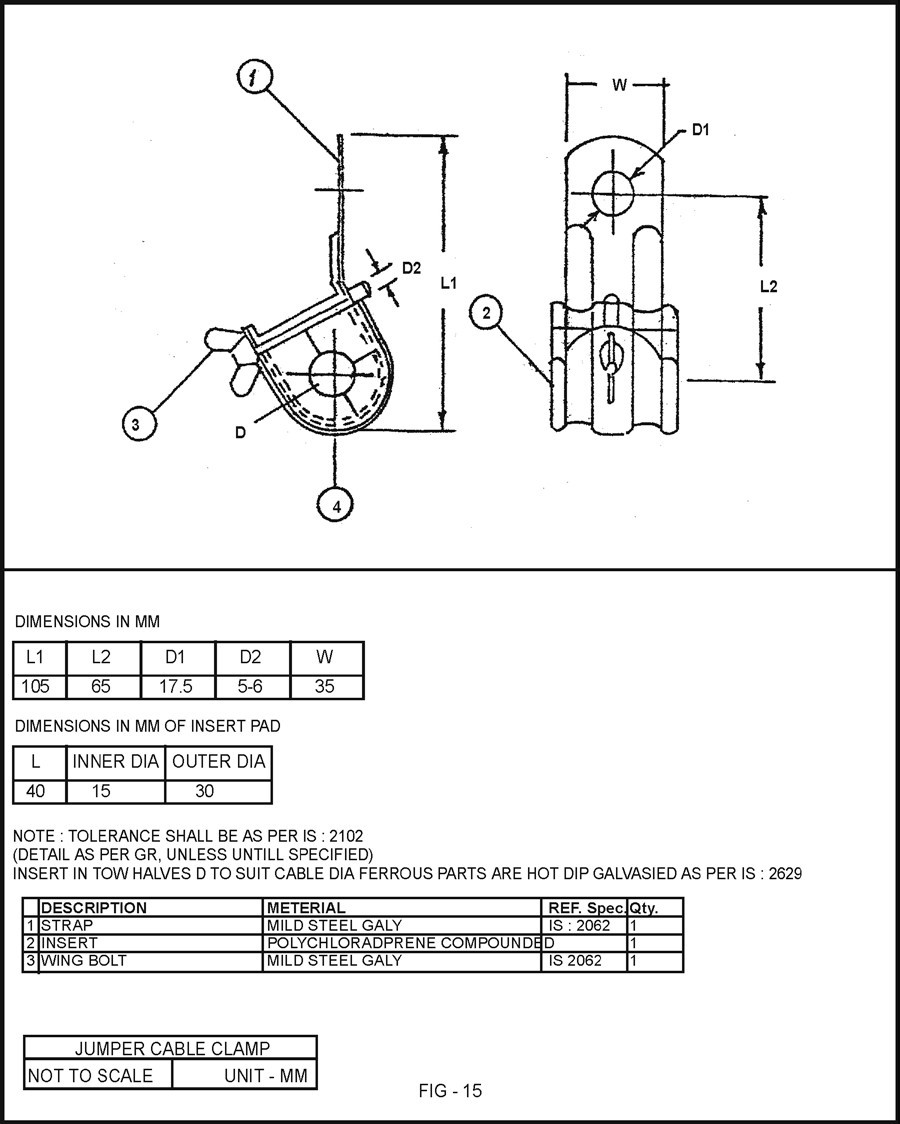 1
W
D1
D2
L1
L2
2
3
D
4
DIMENSIONS IN MM
L1 L2 D1 D2 W
105 65 17.5 5-6 35
DIMENSIONS IN MM OF INSERT PAD
L INNER DIA OUTER DIA
40 15 30
NOTE : TOLERANCE SHALL BE AS PER IS : 2102
(DETAIL AS PER GR, UNLESS UNTILL SPECIFIED)
INSERT IN TOW HALVES D TO SUIT CABLE DIA FERROUS PARTS ARE HOT DIP GALVASIED AS PER IS : 2629
DESCRIPTION METERIAL REF. Spec. Qty.
1 STRAP MILD STEEL GALY IS : 2062 1
2 INSERT POLYCHLORADPRENE COMPOUNDED 1
3 WING BOLT MILD STEEL GALY IS 2062 1
JUMPER CABLE CLAMP
NOT TO SCALE UNIT - MM
FIG - 15